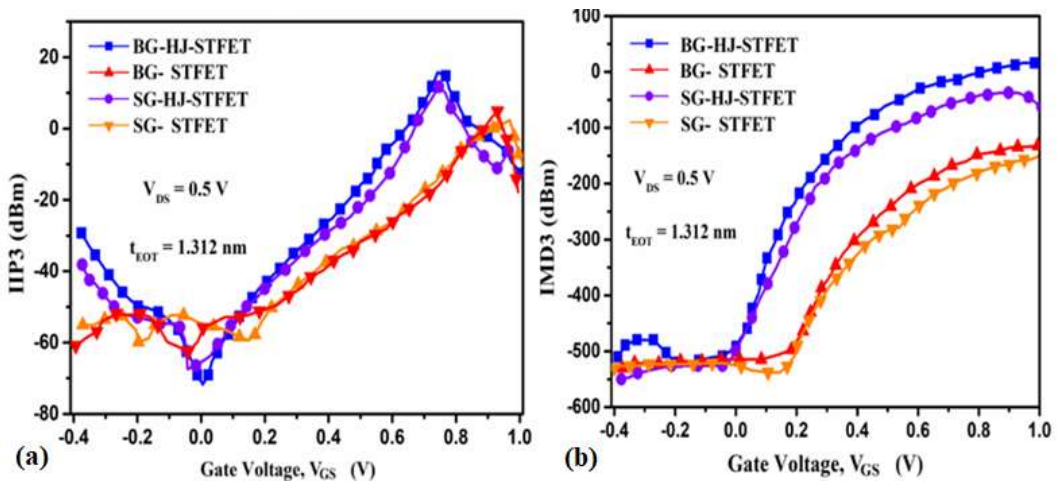 IIP3 (dBm)
20
0
-20
-40
-60
-80
BG-HJ-STFET
BG- STFET
SG-HJ-STFET
SG- STFET
V_DS = 0.5 V
t_EOT = 1.312 nm
-0.4 -0.2 0.0 0.2 0.4 0.6 0.8 1.0
(a) Gate Voltage, V_GS (V)
IMD3 (dBm)
0
-100
-200
-300
-400
-500
-600
BG-HJ-STFET
BG- STFET
SG-HJ-STFET
SG- STFET
V_DS = 0.5 V
t_EOT = 1.312 nm
-0.4 -0.2 0.0 0.2 0.4 0.6 0.8 1.0
(b) Gate Voltage, V_GS (V)